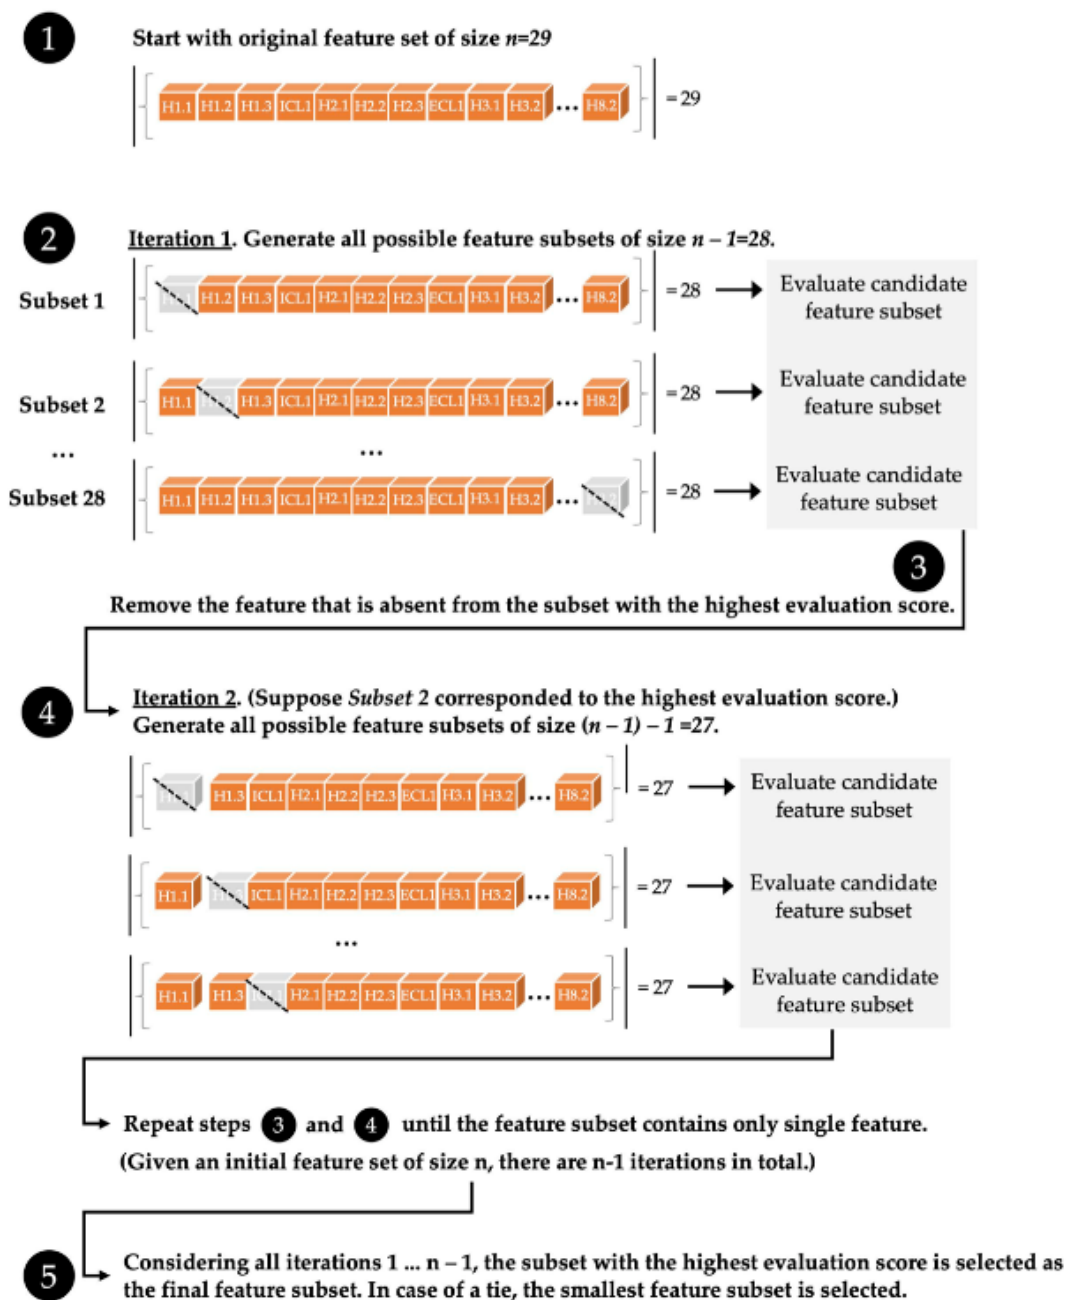 1
Start with original feature set of size n=29
H1.1 H1.2 H1.3 ICL1 H2.1 H2.2 H2.3 ECL1 H3.1 H3.2 ... H8.2 = 29
2
Iteration 1. Generate all possible feature subsets of size n – 1=28.
Subset 1
H1.2 H1.3 ICL1 H2.1 H2.2 H2.3 ECL1 H3.1 H3.2 ... H8.2 = 28
Evaluate candidate
feature subset
Subset 2
H1.1 H1.3 ICL1 H2.1 H2.2 H2.3 ECL1 H3.1 H3.2 ... H8.2 = 28
Evaluate candidate
feature subset
...
...
Subset 28
H1.1 H1.2 H1.3 ICL1 H2.1 H2.2 H2.3 ECL1 H3.1 H3.2 ... = 28
Evaluate candidate
feature subset
3
Remove the feature that is absent from the subset with the highest evaluation score.
4
Iteration 2. (Suppose Subset 2 corresponded to the highest evaluation score.)
Generate all possible feature subsets of size (n – 1) – 1 =27.
H1.3 ICL1 H2.1 H2.2 H2.3 ECL1 H3.1 H3.2 ... H8.2 = 27
Evaluate candidate
feature subset
H1.1 ICL1 H2.1 H2.2 H2.3 ECL1 H3.1 H3.2 ... H8.2 = 27
Evaluate candidate
feature subset
...
H1.1 H1.3 H2.1 H2.2 H2.3 ECL1 H3.1 H3.2 ... H8.2 = 27
Evaluate candidate
feature subset
Repeat steps 3 and 4 until the feature subset contains only single feature.
(Given an initial feature set of size n, there are n-1 iterations in total.)
5
Considering all iterations 1 ... n – 1, the subset with the highest evaluation score is selected as
the final feature subset. In case of a tie, the smallest feature subset is selected.